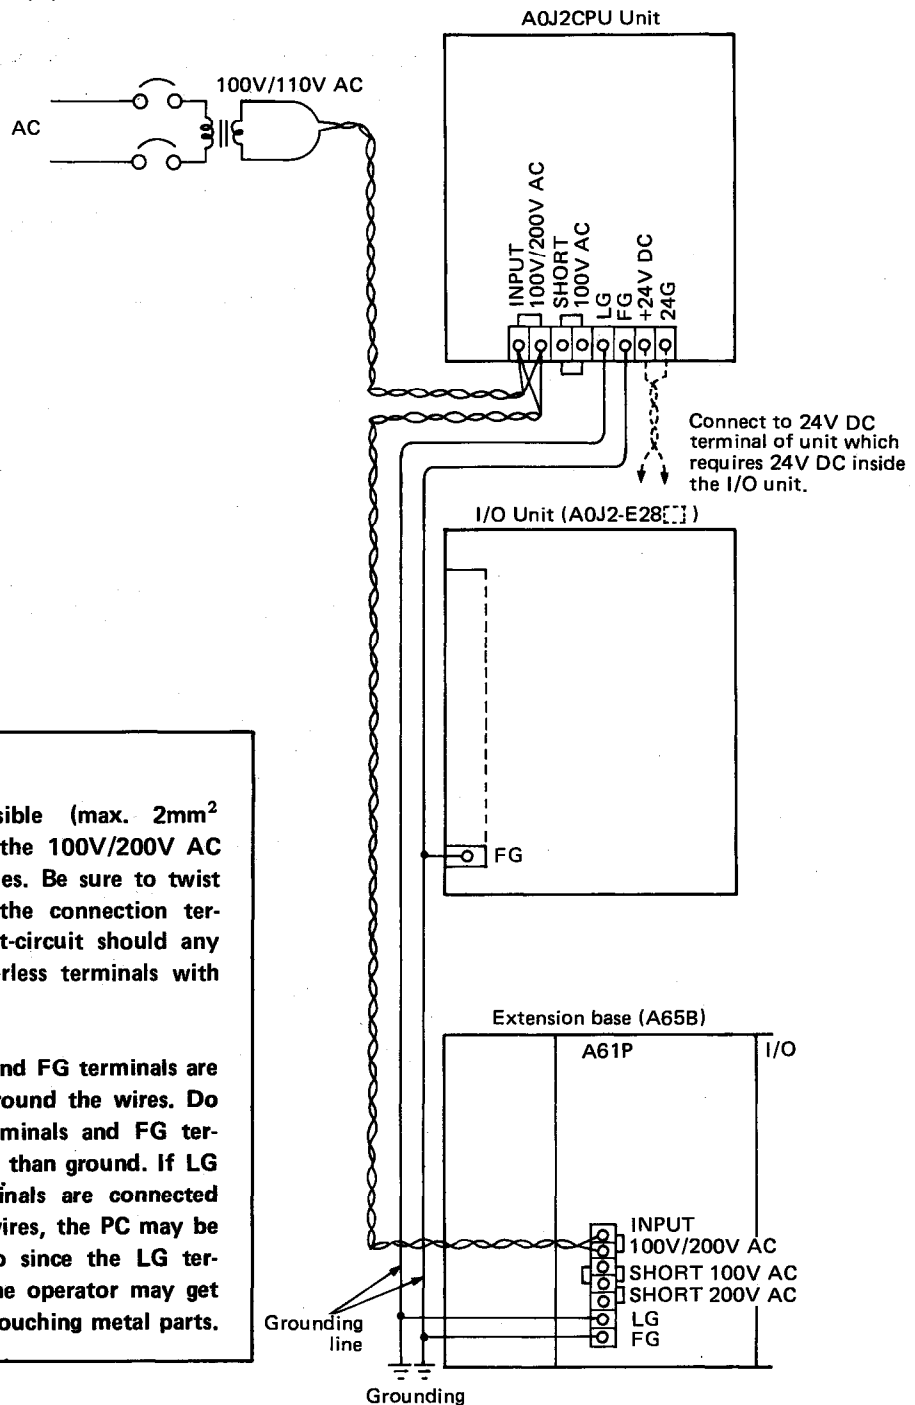 A0J2CPU Unit
100V/110V AC
AC
INPUT
100V/200V AC
SHORT
100V AC
LG
FG
+24V DC
24G
Connect to 24V DC
terminal of unit which
requires 24V DC inside
the I/O unit.
I/O Unit (A0J2-E28[ ] )
FG
sible (max. 2mm²
the 100V/200V AC
es. Be sure to twist
the connection ter-
t-circuit should any
rless terminals with
nd FG terminals are
round the wires. Do
rminals and FG ter-
than ground. If LG
inals are connected
wires, the PC may be
o since the LG ter-
ne operator may get
ouching metal parts.
Extension base (A65B)
A61P
I/O
INPUT
100V/200V AC
SHORT 100V AC
SHORT 200V AC
LG
FG
Grounding
line
Grounding